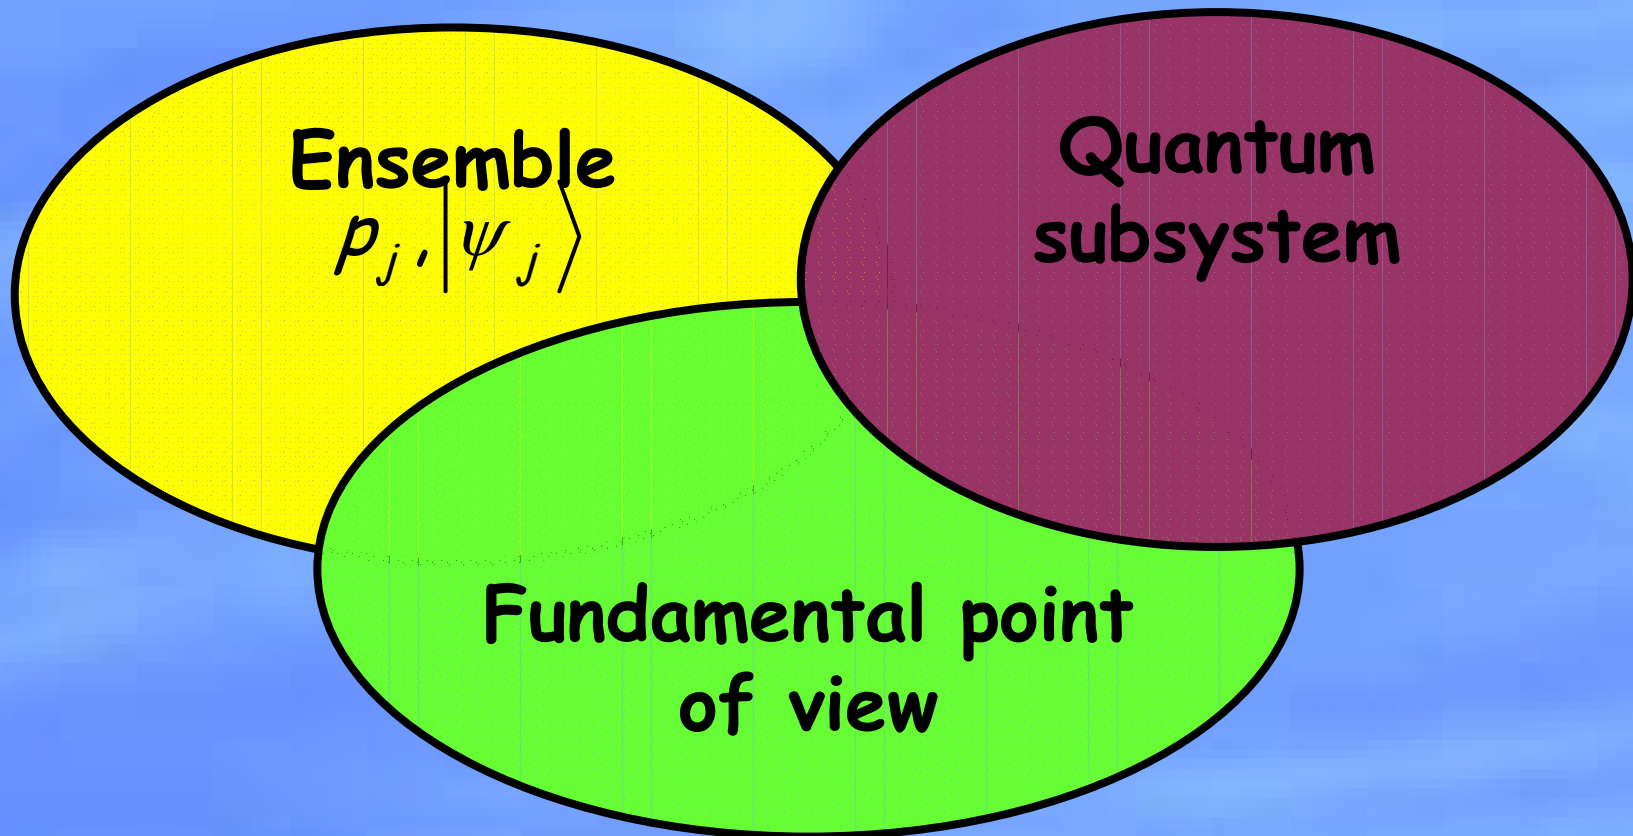 Ensemble
p_j, |ψ_j⟩
Quantum
subsystem
Fundamental point
of view